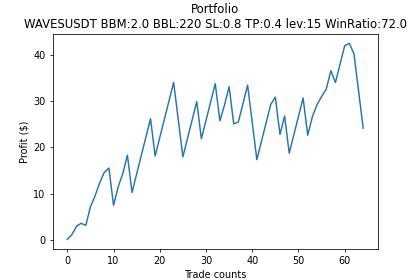 Portfolio
WAVESUSDT BBM:2.0 BBL:220 SL:0.8 TP:0.4 lev:15 WinRatio:72.0
Profit ($)
40
30
20
10
0
0 10 20 30 40 50 60
Trade counts